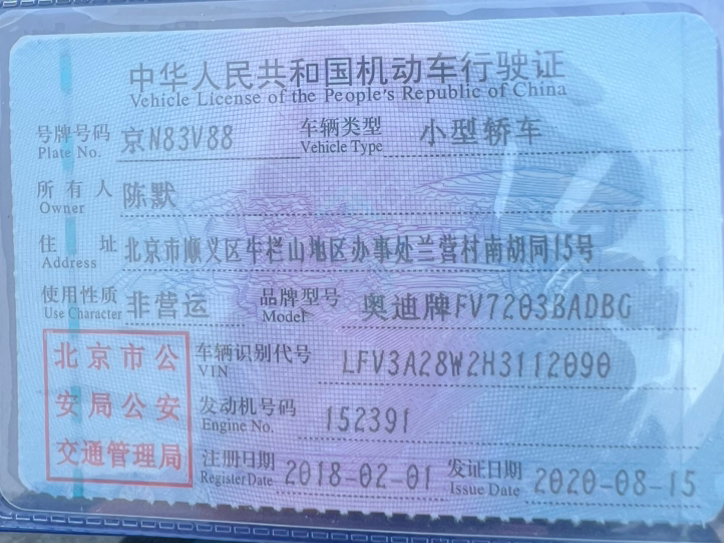 中华人民共和国机动车行驶证
Vehicle License of the People's Republic of China
号牌号码 京N83V88 车辆类型 小型轿车
Plate No. Vehicle Type
所有人 陈默
Owner
住址 北京市顺义区牛栏山地区办事处兰营村南胡同15号
Address
使用性质 非营运 品牌型号 奥迪牌FV7203BADBG
Use Character Model
北京市公安局公安交通管理局
车辆识别代号 LFV3A28W2H3112090
VIN
发动机号码 152391
Engine No.
注册日期 2018-02-01 发证日期 2020-08-15
Register Date Issue Date